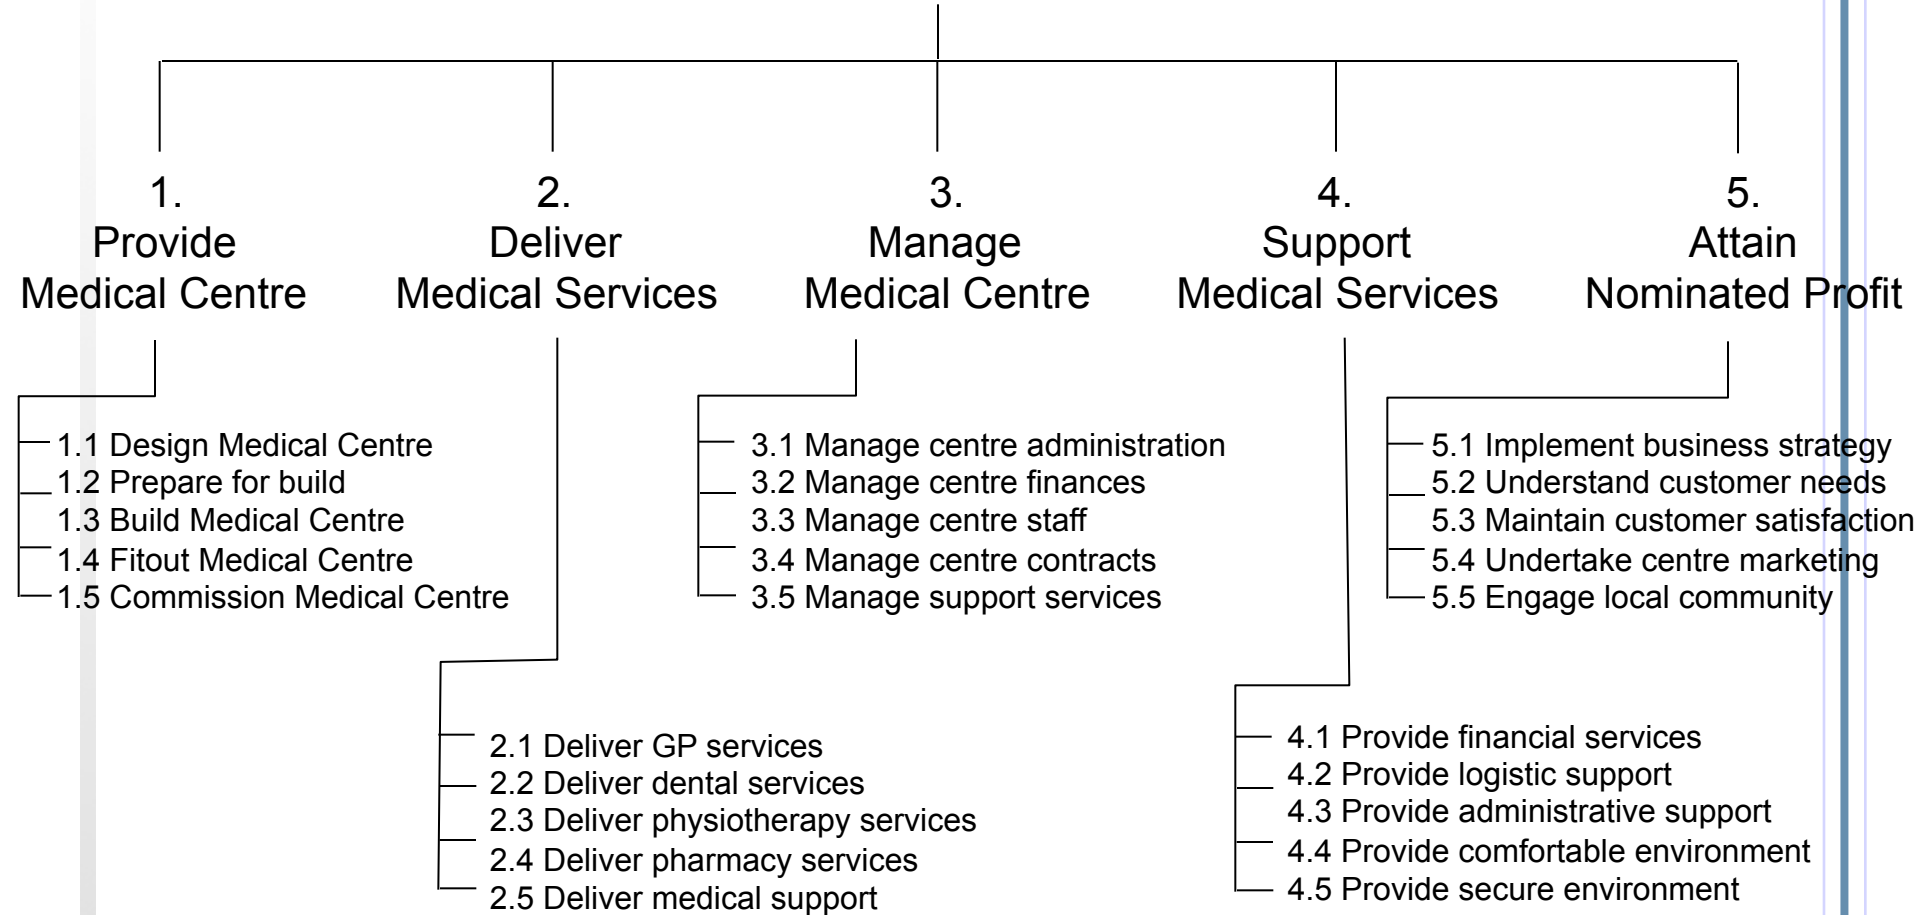 1.
Provide
Medical Centre
2.
Deliver
Medical Services
3.
Manage
Medical Centre
4.
Support
Medical Services
5.
Attain
Nominated Profit
1.1 Design Medical Centre
1.2 Prepare for build
1.3 Build Medical Centre
1.4 Fitout Medical Centre
1.5 Commission Medical Centre
3.1 Manage centre administration
3.2 Manage centre finances
3.3 Manage centre staff
3.4 Manage centre contracts
3.5 Manage support services
5.1 Implement business strategy
5.2 Understand customer needs
5.3 Maintain customer satisfaction
5.4 Undertake centre marketing
5.5 Engage local community
2.1 Deliver GP services
2.2 Deliver dental services
2.3 Deliver physiotherapy services
2.4 Deliver pharmacy services
2.5 Deliver medical support
4.1 Provide financial services
4.2 Provide logistic support
4.3 Provide administrative support
4.4 Provide comfortable environment
4.5 Provide secure environment